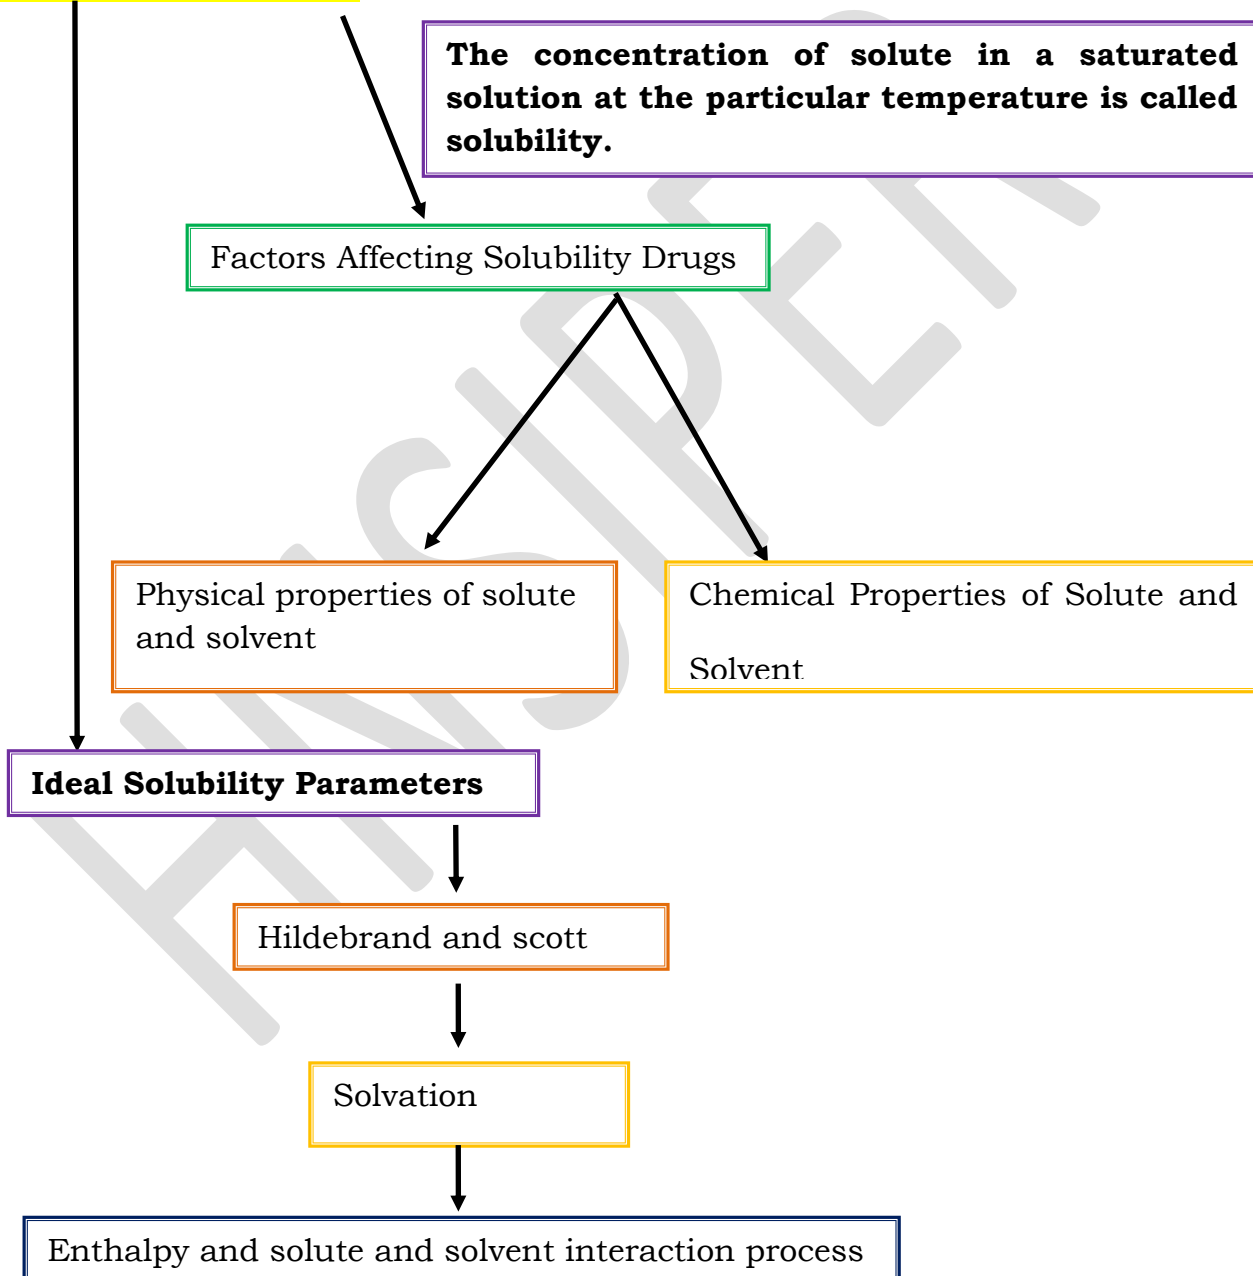 The concentration of solute in a saturated
solution at the particular temperature is called
solubility.
Factors Affecting Solubility Drugs
Physical properties of solute
and solvent
Chemical Properties of Solute and
Solvent
Ideal Solubility Parameters
Hildebrand and scott
Solvation
Enthalpy and solute and solvent interaction process
HNSIPER